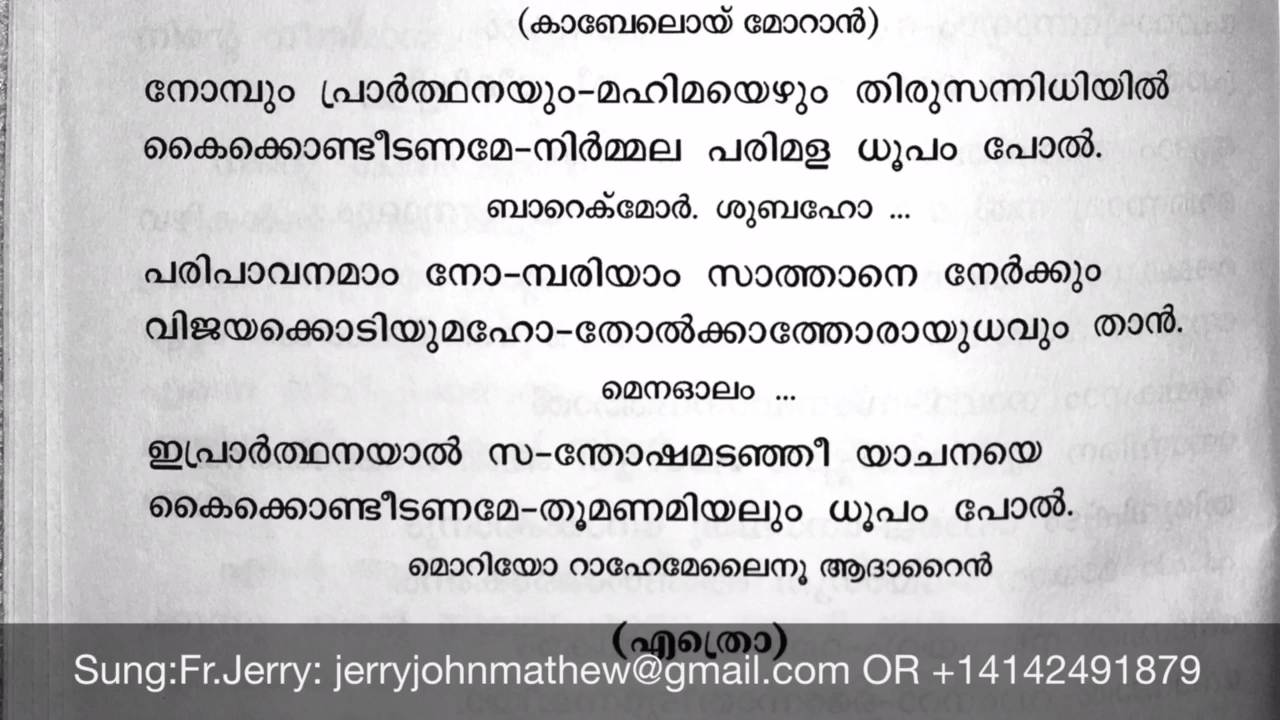 (കാബേലൊയ് മോറാൻ)
നോമ്പും പ്രാർത്ഥനയും-മഹിമയെഴും തിരുസന്നിധിയിൽ
കൈക്കൊണ്ടീടണമേ-നിർമ്മല പരിമള ധൂപം പോൽ.
ബാറെക്മോർ. ശുബഹോ ...
പരിപാവനമാം നോ-മ്പരിയാം സാത്താനെ നേർക്കും
വിജയക്കൊടിയുമഹോ-തോൽക്കാത്തോരായുധവും താൻ.
മെനഓലം ...
ഇപ്രാർത്ഥനയാൽ സ-ന്തോഷമടഞ്ഞീ യാചനയെ
കൈക്കൊണ്ടീടണമേ-തൂമണമിയലും ധൂപം പോൽ.
മൊറിയോ റാഹേമേലൈനൂ ആദാറൈൻ
(എത്രൊ)
Sung:Fr.Jerry: jerryjohnmathew@gmail.com OR +14142491879